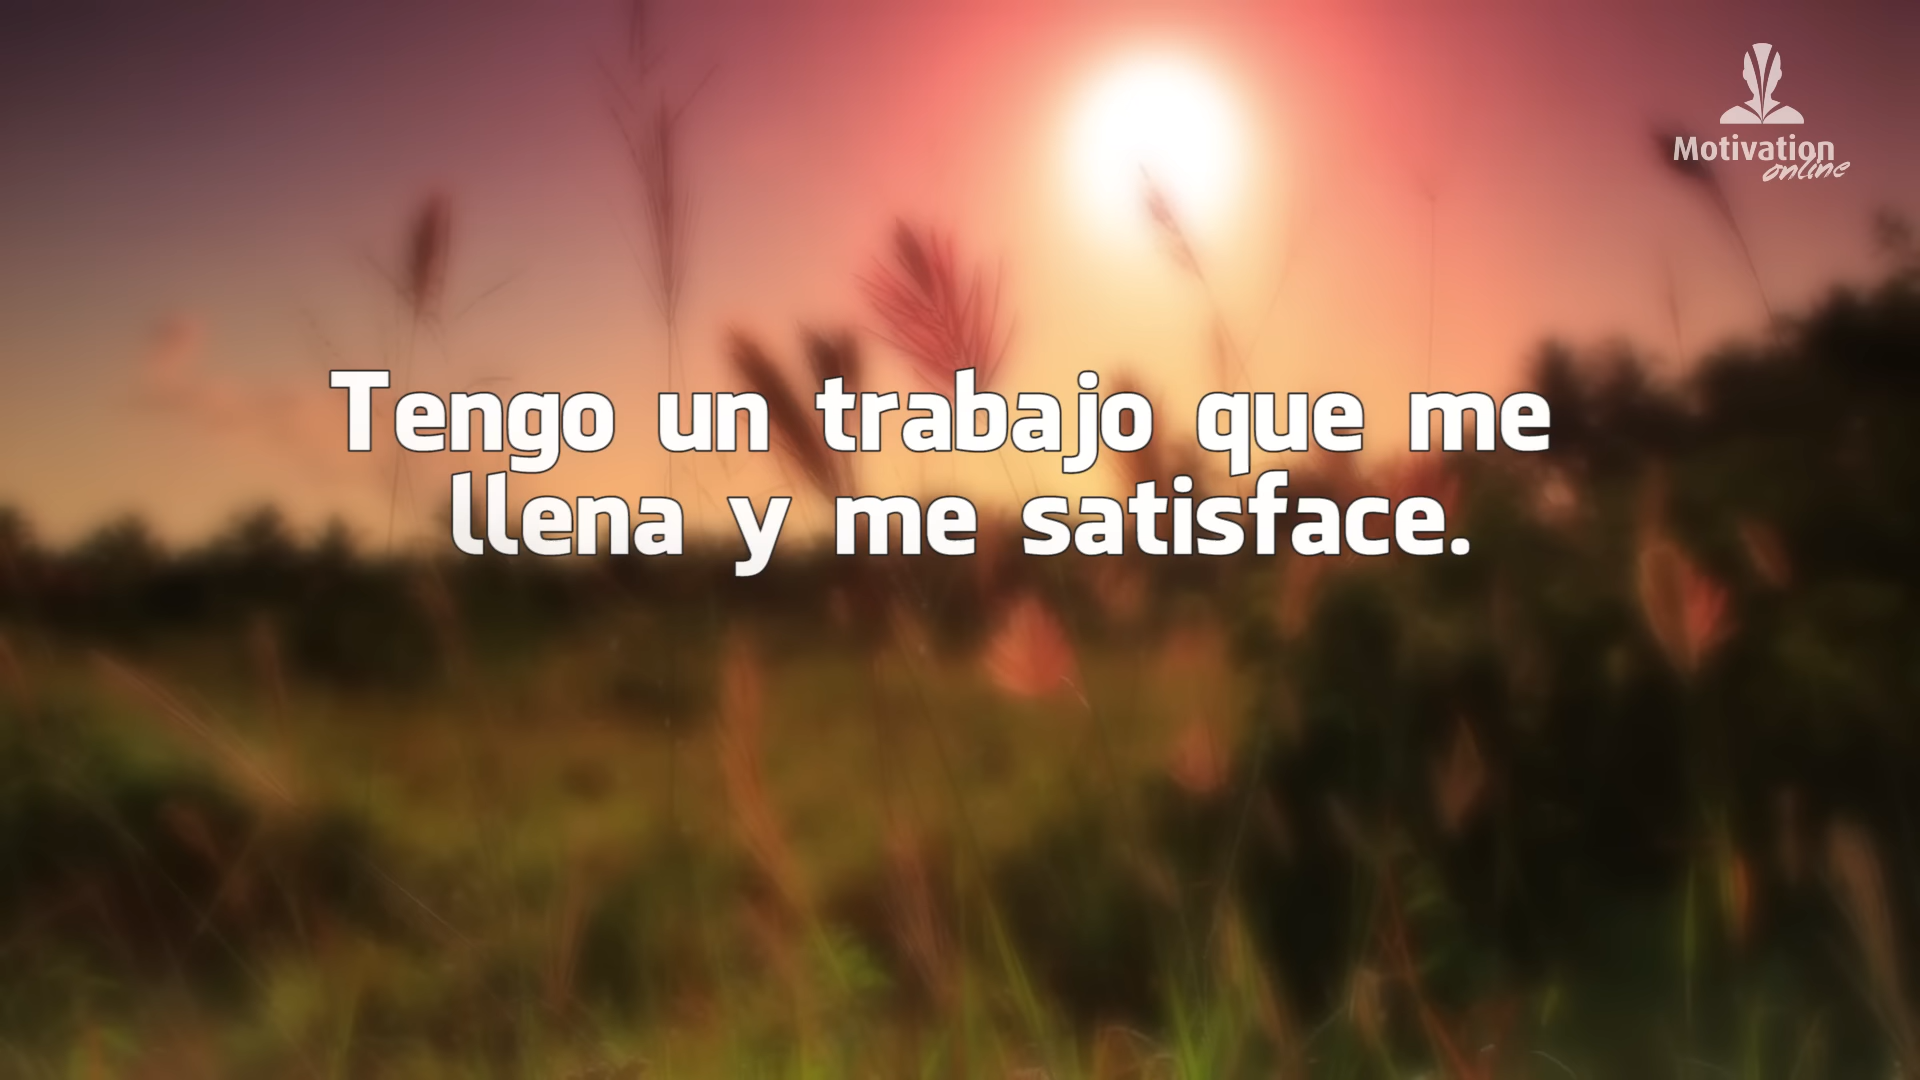 Motivation
online
Tengo un trabajo que me
llena y me satisface.